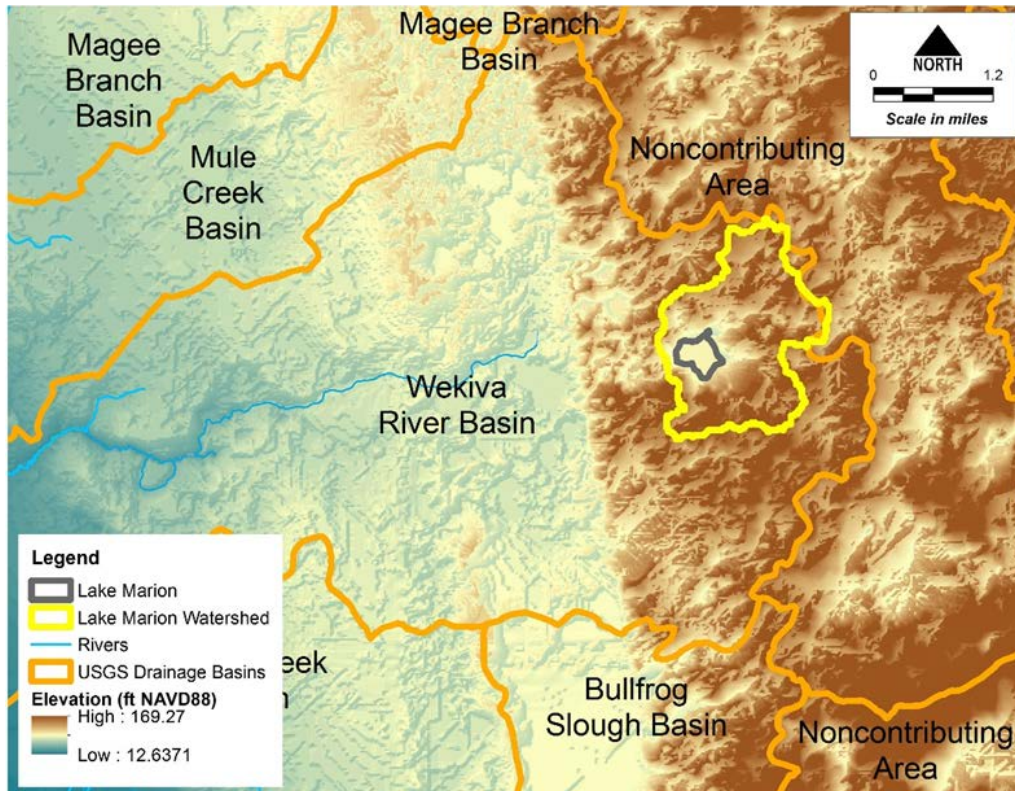 Magee
Branch
Basin
Magee Branch
Basin
NORTH
0 1.2
Scale in miles
Mule
Creek
Basin
Noncontributing
Area
Wekiva
River Basin
Legend
Lake Marion
Lake Marion Watershed
Rivers
USGS Drainage Basins
Elevation (ft NAVD88)
High : 169.27
Low : 12.6371
Bullfrog
Slough Basin
Noncontributing
Area